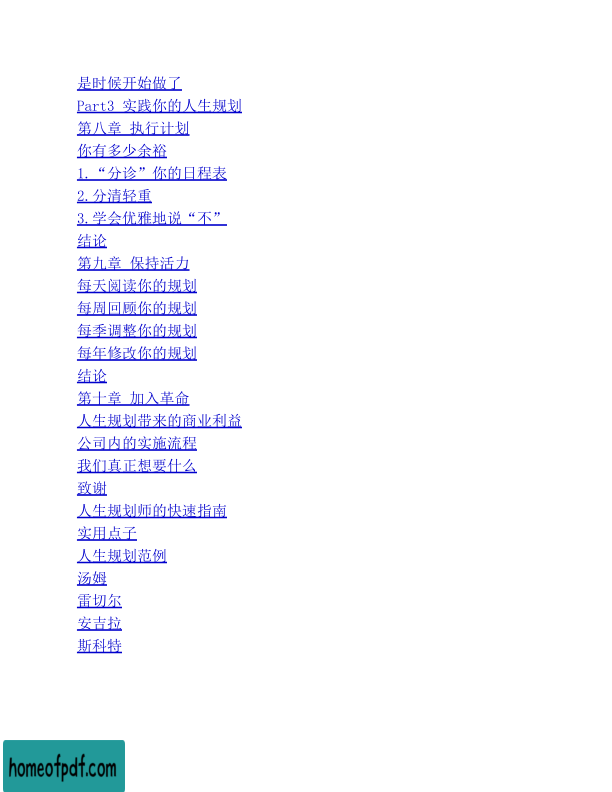 是时候开始做了
Part3 实践你的人生规划
第八章 执行计划
你有多少余裕
1.“分诊”你的日程表
2.分清轻重
3.学会优雅地说“不”
结论
第九章 保持活力
每天阅读你的规划
每周回顾你的规划
每季调整你的规划
每年修改你的规划
结论
第十章 加入革命
人生规划带来的商业利益
公司内的实施流程
我们真正想要什么
致谢
人生规划师的快速指南
实用点子
人生规划范例
汤姆
雷切尔
安吉拉
斯科特
homeofpdf.com